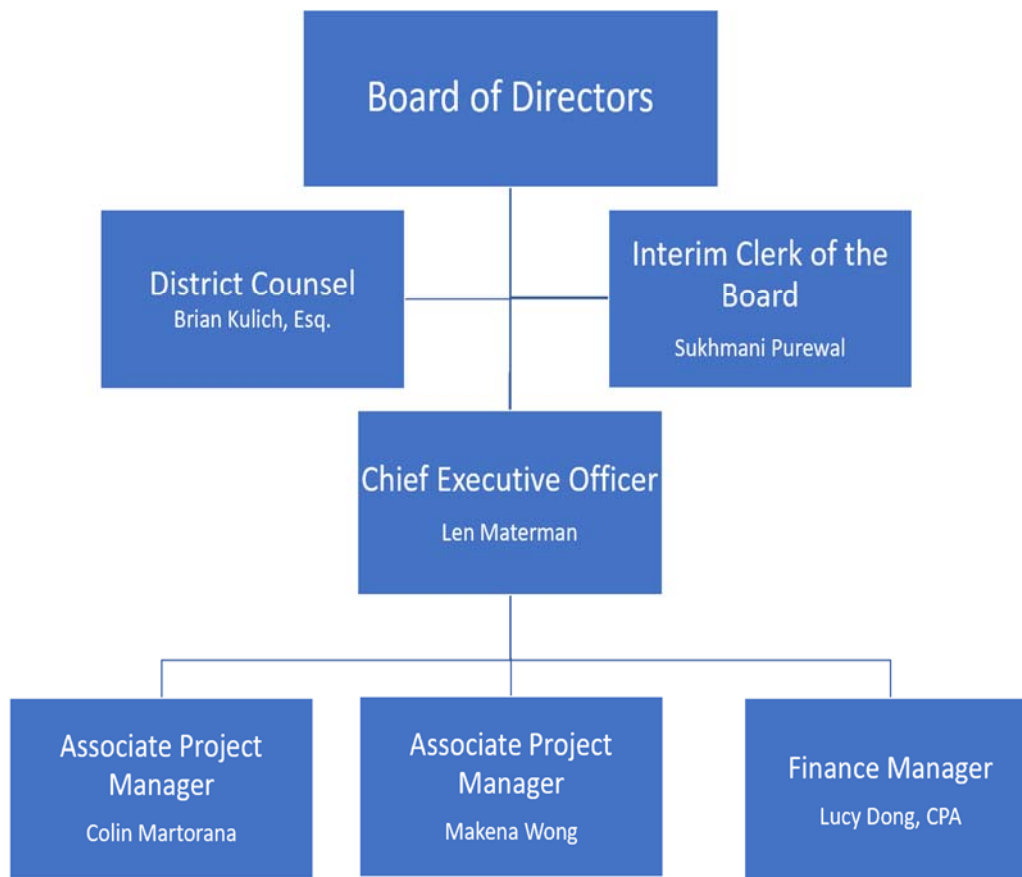 Board of Directors
District Counsel
Brian Kulich, Esq.
Interim Clerk of the
Board
Sukhmani Purewal
Chief Executive Officer
Len Materman
Associate Project
Manager
Colin Martorana
Associate Project
Manager
Makena Wong
Finance Manager
Lucy Dong, CPA